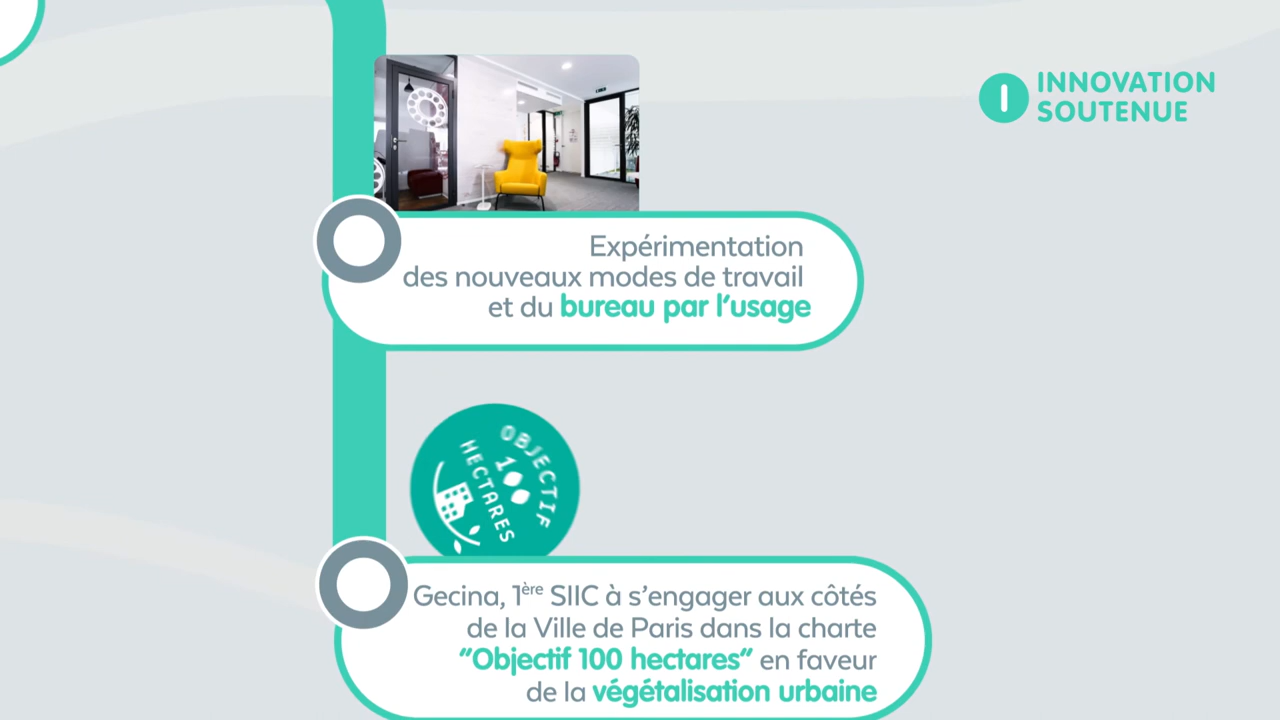 I
INNOVATION
SOUTENUE
Expérimentation
des nouveaux modes de travail
et du bureau par l'usage
OBJECTIF
100
HECTARES
Gecina, 1ère SIIC à s'engager aux côtés
de la Ville de Paris dans la charte
“Objectif 100 hectares“ en faveur
de la végétalisation urbaine